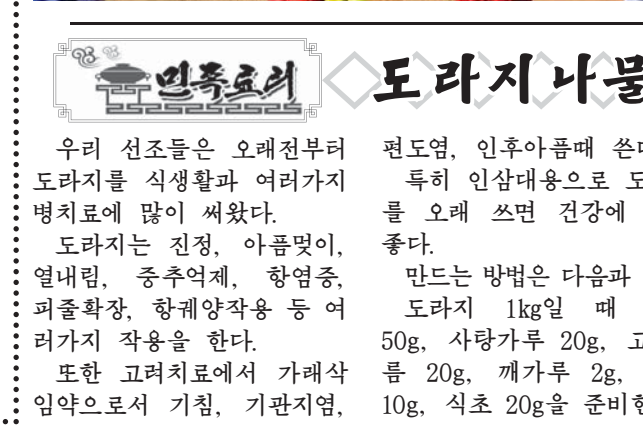 민족료리
도라지나물
우리 선조들은 오래전부터
도라지를 식생활과 여러가지
병치료에 많이 써왔다.
도라지는 진정, 아픔멎이,
열내림, 중추억제, 항염증,
피줄확장, 항궤양작용 등 여
러가지 작용을 한다.
또한 고려치료에서 가래삭
임약으로서 기침, 기관지염,
편도염, 인후아픔때 쓴다
특히 인삼대용으로
를 오래 쓰면 건강에
좋다.
만드는 방법은 다음과
도라지 1kg일 때
50g, 사탕가루 20g,
름 20g, 깨가루 2g,
10g, 식초 20g을